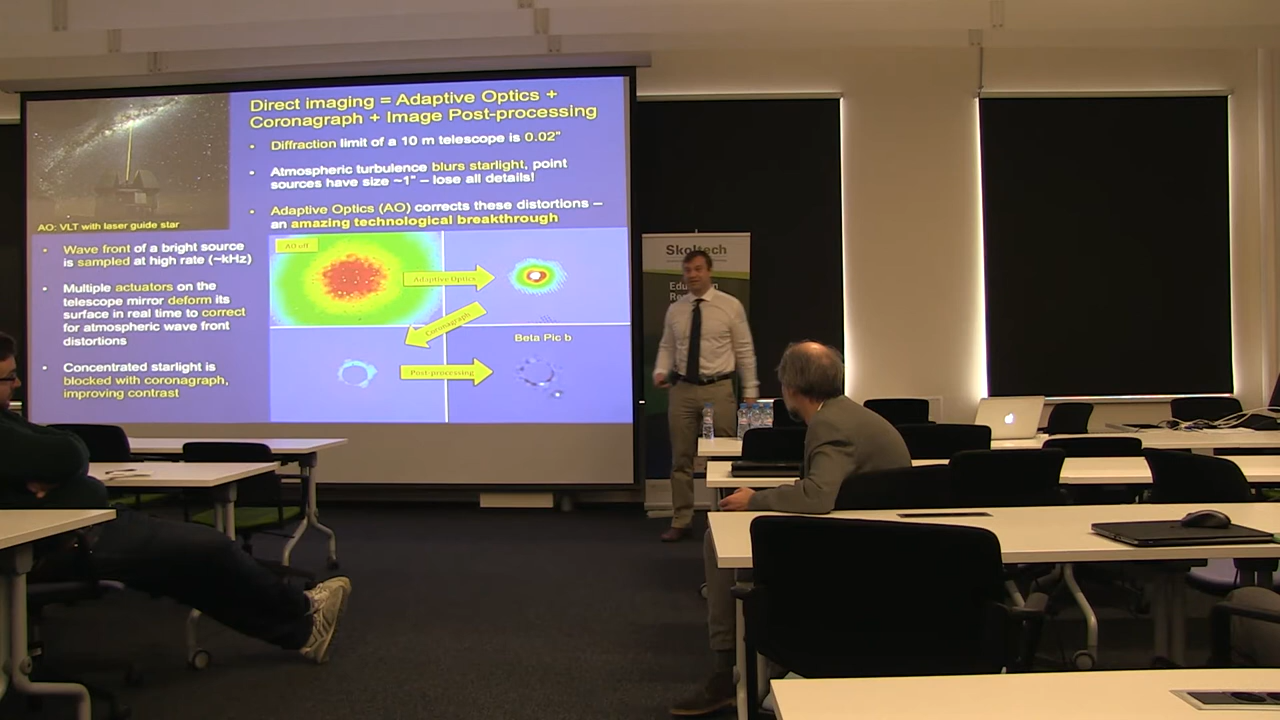 Direct imaging = Adaptive Optics +
Coronagraph + Image Post-processing
• Diffraction limit of a 10 m telescope is 0.02"
• Atmospheric turbulence blurs starlight, point
sources have size ~1" – lose all details!
• Adaptive Optics (AO) corrects these distortions –
an amazing technological breakthrough
AO: VLT with laser guide star
• Wave front of a bright source
is sampled at high rate (~kHz)
• Multiple actuators on the
telescope mirror deform its
surface in real time to correct
for atmospheric wave front
distortions
• Concentrated starlight is
blocked with coronagraph,
improving contrast
AO off
Adaptive Optics
Coronagraph
Beta Pic b
Post-processing
Skoltech